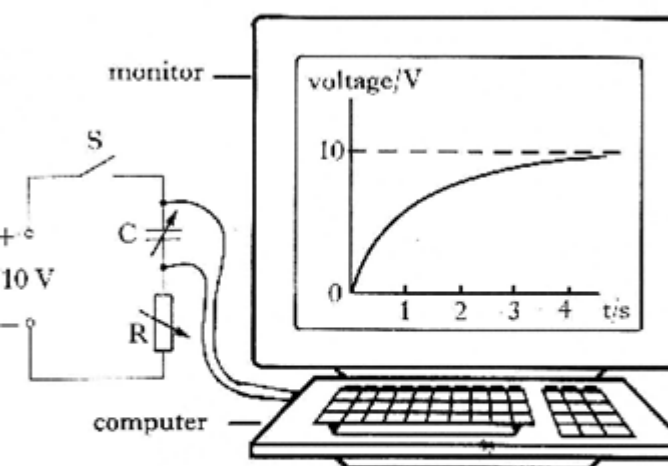 monitor
voltage/V
10
0
1 2 3 4 t/s
S
+
C
10 V
–
R
computer